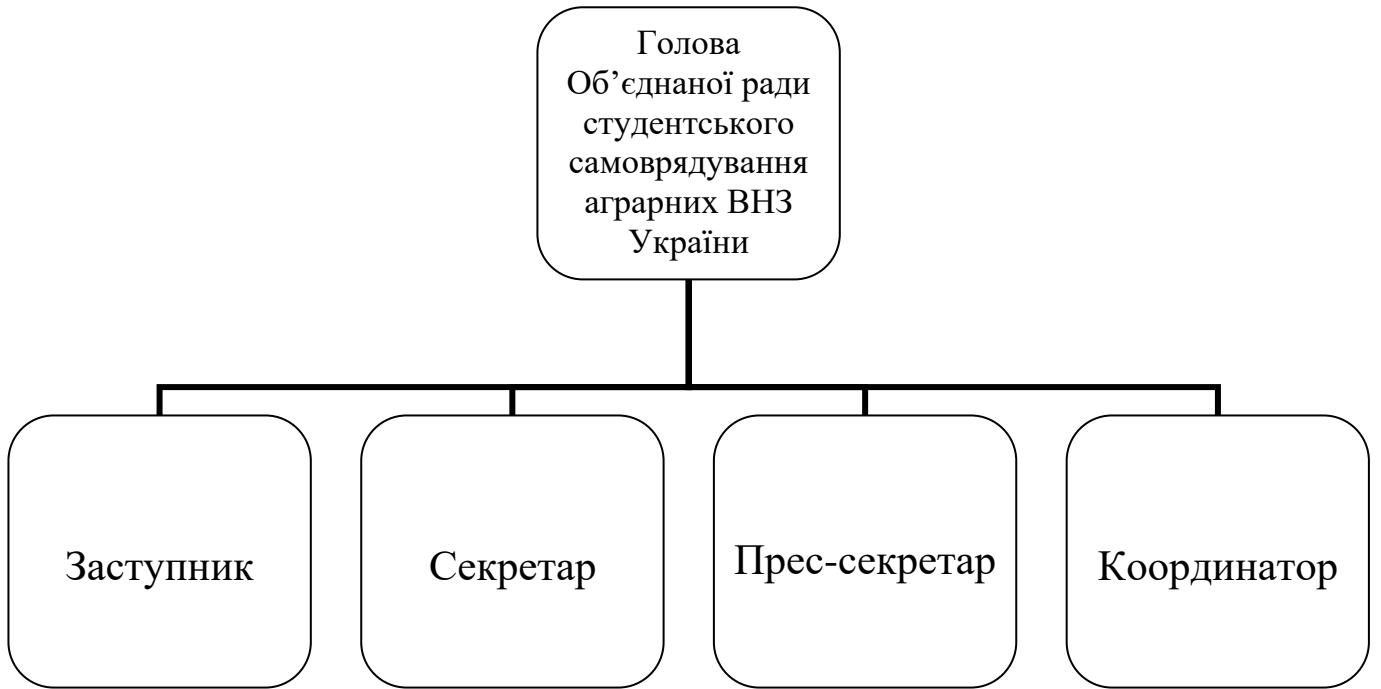 Голова
Об’єднаної ради
студентського
самоврядування
аграрних ВНЗ
України
Заступник
Секретар
Прес-секретар
Координатор